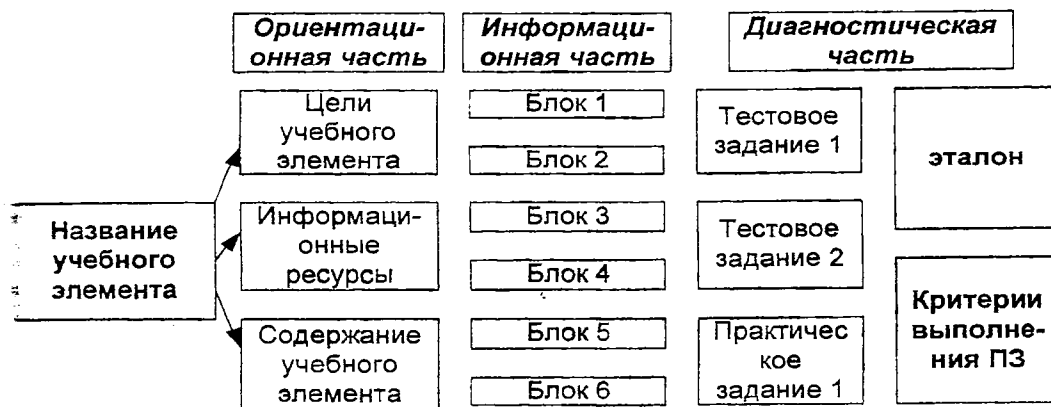 Ориентаци-
онная часть
Информаци-
онная часть
Диагностическая
часть
Название
учебного
элемента
Цели
учебного
элемента
Информаци-
онные
ресурсы
Содержание
учебного
элемента
Блок 1
Блок 2
Блок 3
Блок 4
Блок 5
Блок 6
Тестовое
задание 1
Тестовое
задание 2
Практичес
кое
задание 1
эталон
Критерии
выполне-
ния ПЗ